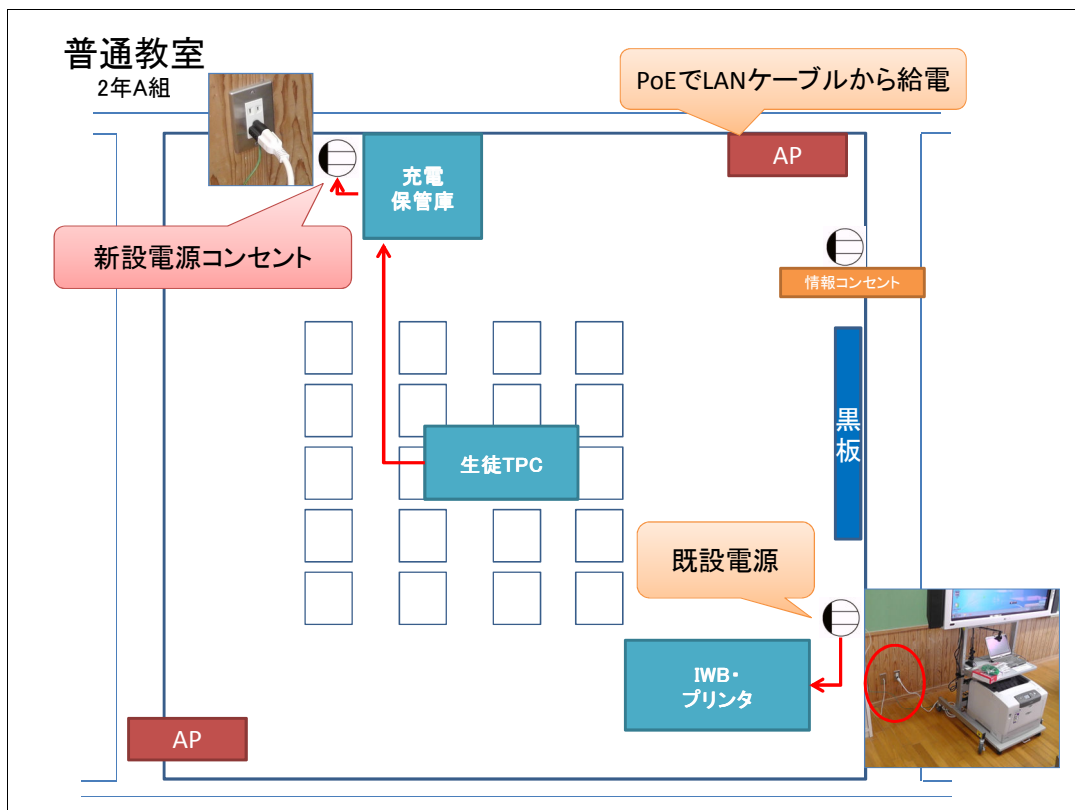 普通教室
2年A組
PoEでLANケーブルから給電
AP
充電
保管庫
新設電源コンセント
情報コンセント
黒板
生徒TPC
既設電源
IWB・
プリンタ
AP